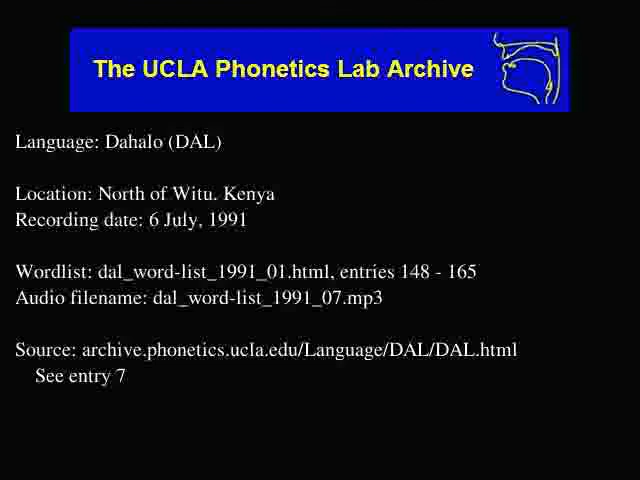 The UCLA Phonetics Lab Archive
Language: Dahalo (DAL)
Location: North of Witu. Kenya
Recording date: 6 July, 1991
Wordlist: dal_word-list_1991_01.html, entries 148 - 165
Audio filename: dal_word-list_1991_07.mp3
Source: archive.phonetics.ucla.edu/Language/DAL/DAL.html
See entry 7